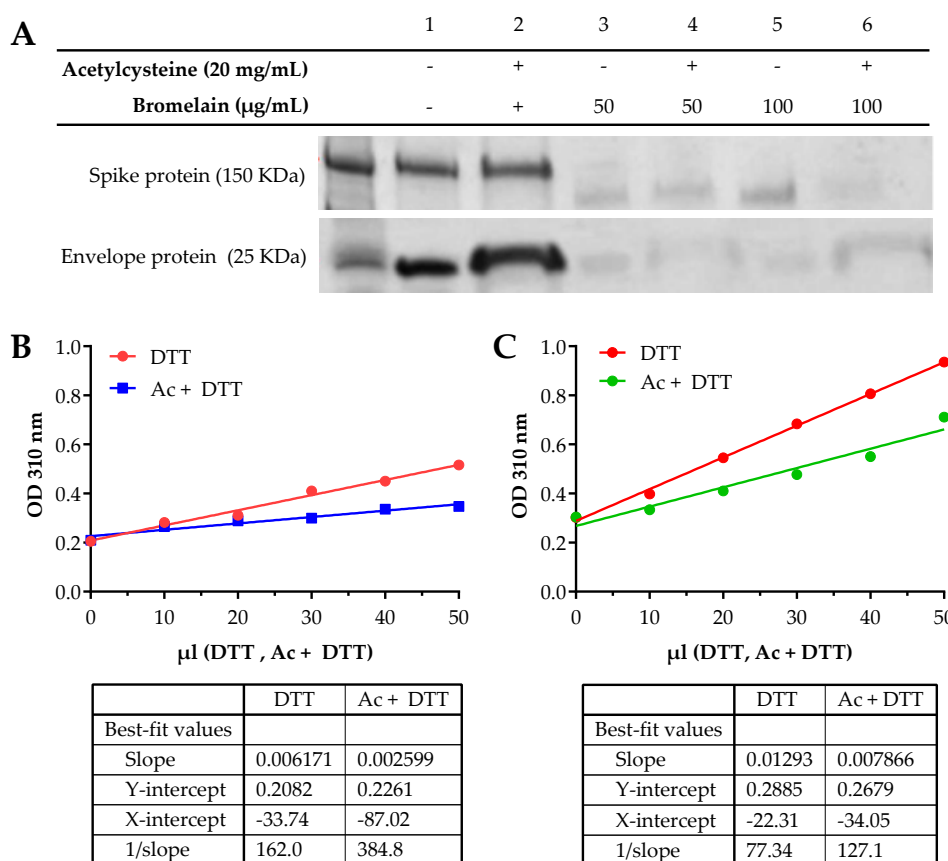 A
1 2 3 4 5 6
Acetylcysteine (20 mg/mL) - + - + - +
Bromelain (µg/mL) - + 50 50 100 100
Spike protein (150 KDa)
Envelope protein (25 KDa)
B
1.0
0.8
0.6
0.4
0.2
0.0
OD 310 nm
DTT
Ac + DTT
0 10 20 30 40 50
µl (DTT , Ac + DTT)
DTT Ac + DTT
Best-fit values
Slope 0.006171 0.002599
Y-intercept 0.2082 0.2261
X-intercept -33.74 -87.02
1/slope 162.0 384.8
C
1.0
0.8
0.6
0.4
0.2
0.0
OD 310 nm
DTT
Ac + DTT
0 10 20 30 40 50
µl (DTT, Ac + DTT)
DTT Ac + DTT
Best-fit values
Slope 0.01293 0.007866
Y-intercept 0.2885 0.2679
X-intercept -22.31 -34.05
1/slope 77.34 127.1